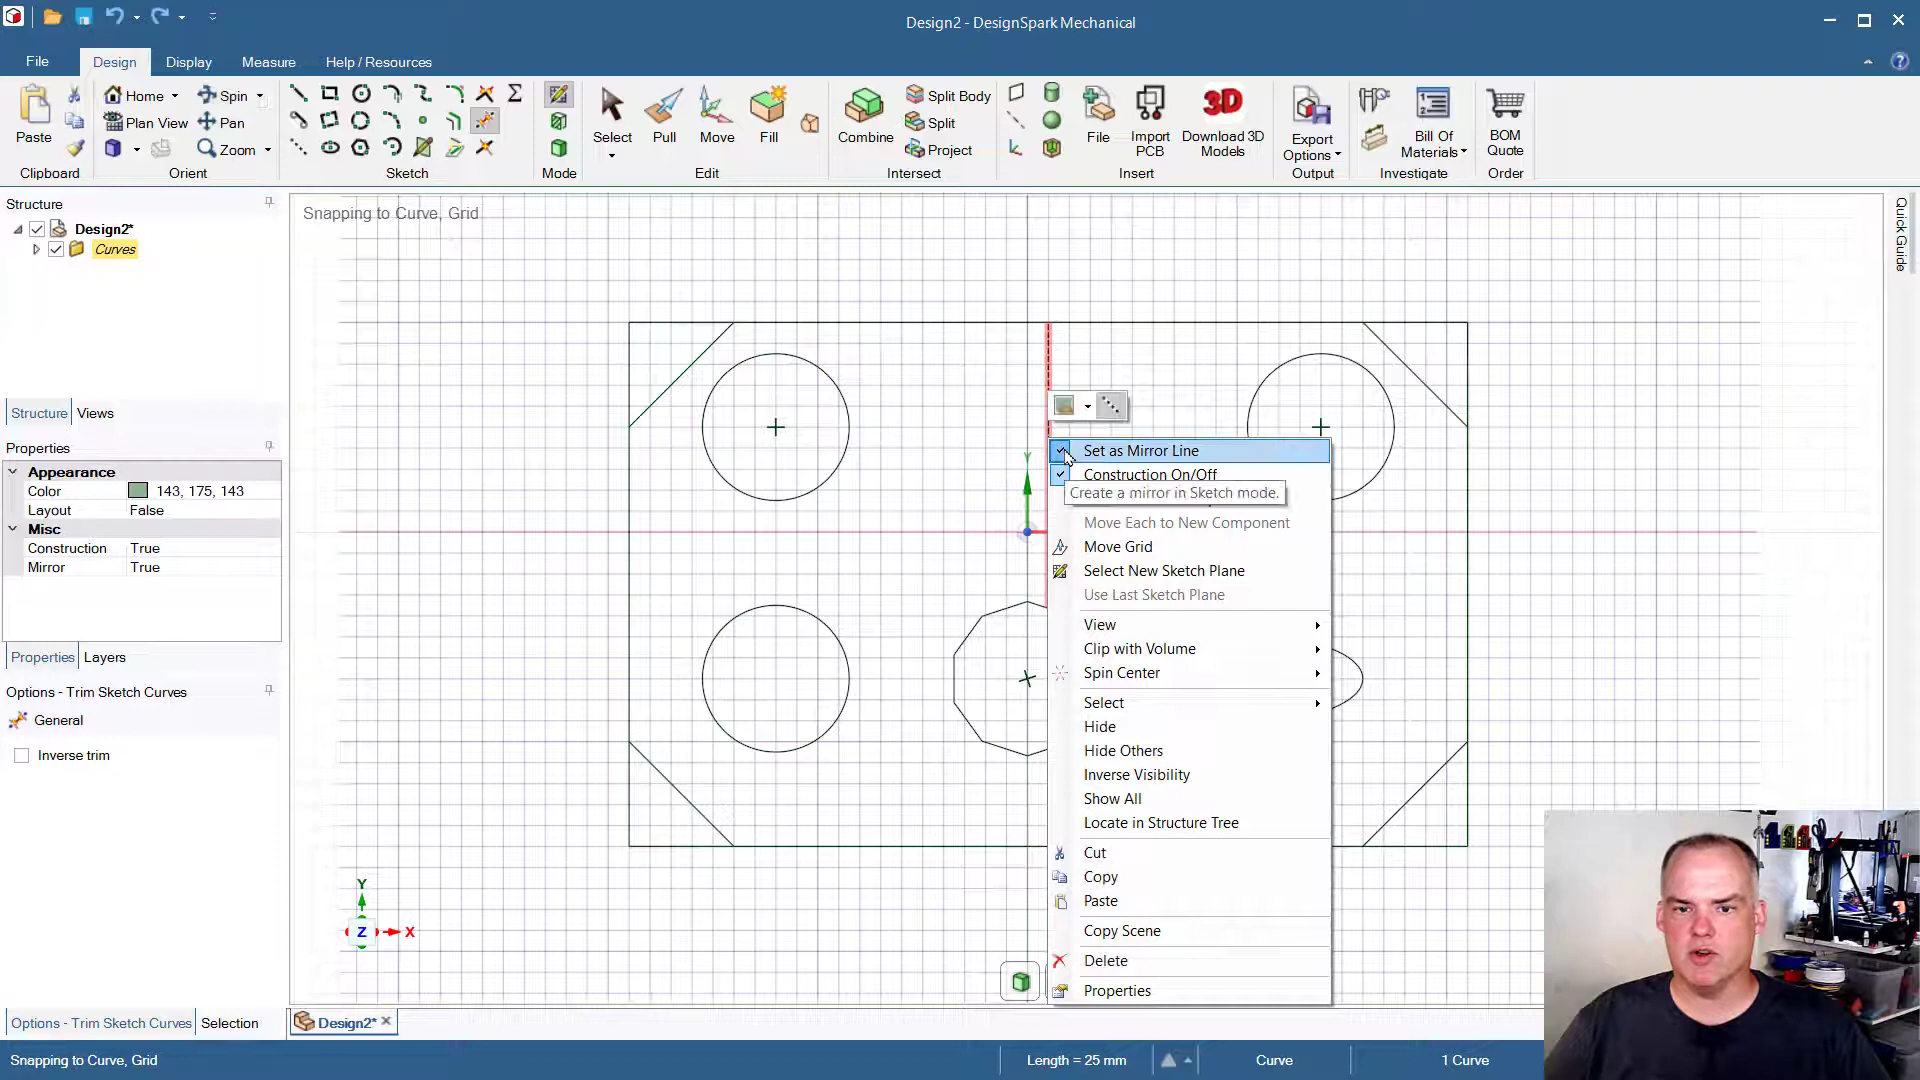 Design2 - DesignSpark Mechanical
File
Design
Display
Measure
Help / Resources
Paste
Home
Plan View
Spin
Pan
Zoom
Select
Pull
Move
Fill
Combine
Split Body
Split
Project
File
Import
PCB
Download 3D
Models
Export
Options
Bill Of
Materials
BOM
Quote
Clipboard
Orient
Sketch
Mode
Edit
Intersect
Insert
Output
Investigate
Order
Structure
Design2*
Curves
Structure
Views
Properties
Appearance
Color 143, 175, 143
Layout False
Misc
Construction True
Mirror True
Properties
Layers
Options - Trim Sketch Curves
General
Inverse trim
Options - Trim Sketch Curves
Selection
Snapping to Curve, Grid
Quick Guide
Y
Set as Mirror Line
Construction On/Off
Create a mirror in Sketch mode.
Move Each to New Component
Move Grid
Select New Sketch Plane
Use Last Sketch Plane
View
Clip with Volume
Spin Center
Select
Hide
Hide Others
Inverse Visibility
Show All
Locate in Structure Tree
Cut
Copy
Paste
Copy Scene
Delete
Properties
Y
Z
X
Design2*
Snapping to Curve, Grid
Length = 25 mm
Curve
1 Curve